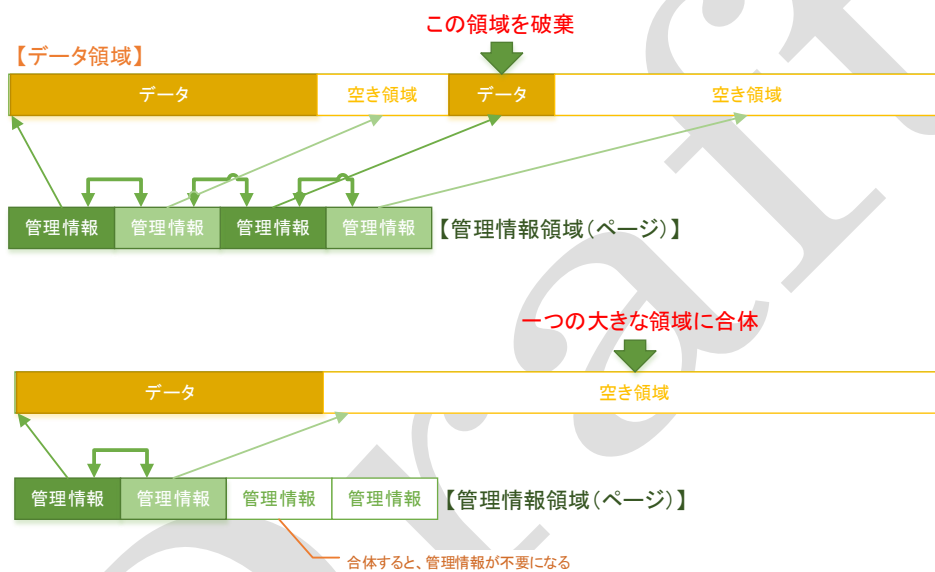 この領域を破棄
【データ領域】
データ 空き領域 データ 空き領域
管理情報 管理情報 管理情報 管理情報 【管理情報領域(ページ)】
一つの大きな領域に合体
データ 空き領域
管理情報 管理情報 管理情報 管理情報 【管理情報領域(ページ)】
合体すると、管理情報が不要になる
Draft